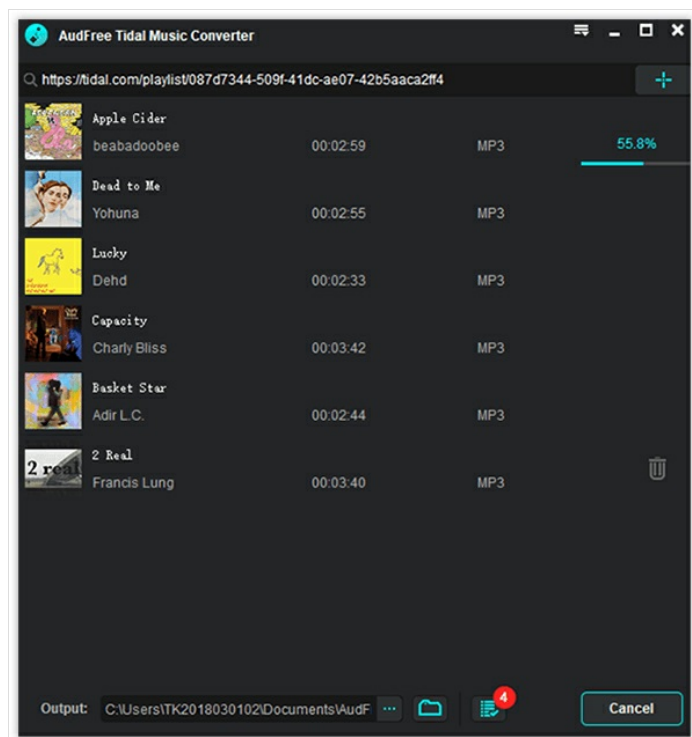 AudFree Tidal Music Converter
https://tidal.com/playlist/087d7344-509f-41dc-ae07-42b5aaca2ff4
Apple Cider
beabadoobee 00:02:59 MP3 55.8%
Dead to Me
Yohuna 00:02:55 MP3
Lucky
Dehd 00:02:33 MP3
Capacity
Charly Bliss 00:03:42 MP3
Basket Star
Adir L.C. 00:02:44 MP3
2 Real
2 real
Francis Lung 00:03:40 MP3
4
Output: C:\Users\TK2018030102\Documents\AudF ... Cancel